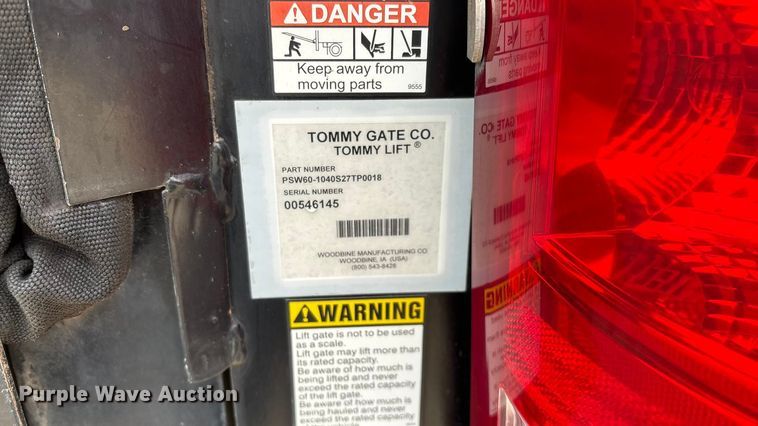 DANGER
Keep away from
moving parts
9555
TOMMY GATE CO.
TOMMY LIFT ®
PART NUMBER
PSW60-1040S27TP0018
SERIAL NUMBER
00546145
WOODBINE MANUFACTURING CO
WOODBINE, IA (USA)
(800) 543-8428
WARNING
Lift gate is not to be used
as a scale.
Lift gate may lift more than
its rated capacity.
Be aware of how much is
being lifted and never
exceed the rated capacity
of the lift gate.
Be aware of how much is
being hauled and never
exceed the rated capacity
Purple Wave Auction